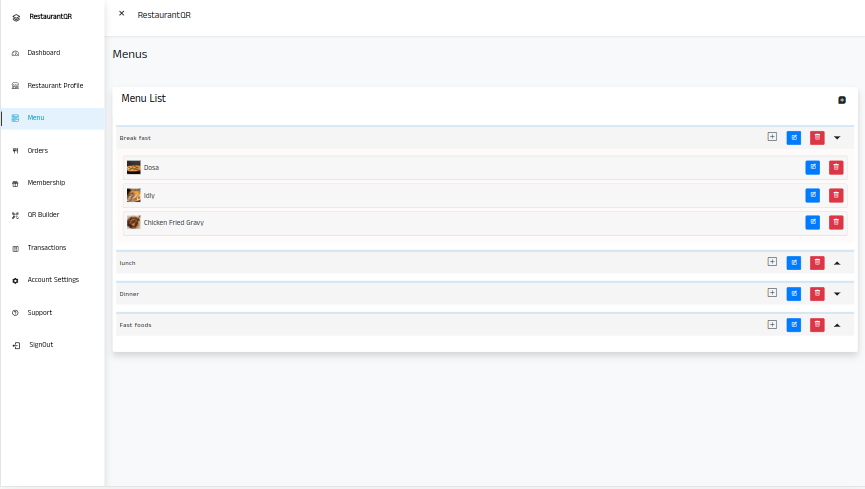 RestaurantQR
Dashboard
Restaurant Profile
Menu
Orders
Membership
QR Builder
Transactions
Account Settings
Support
SignOut
RestaurantQR
Menus
Menu List
Break fast
Dosa
Idly
Chicken Fried Gravy
lunch
Dinner
Fast foods